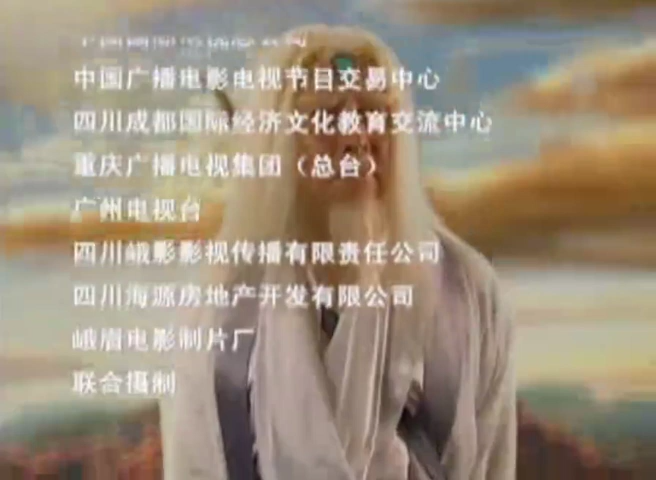 中国广播电影电视节目交易中心
四川成都国际经济文化教育交流中心
重庆广播电视集团（总台）
广州电视台
四川峨影影视传播有限责任公司
四川海源房地产开发有限公司
峨眉电影制片厂
联合摄制